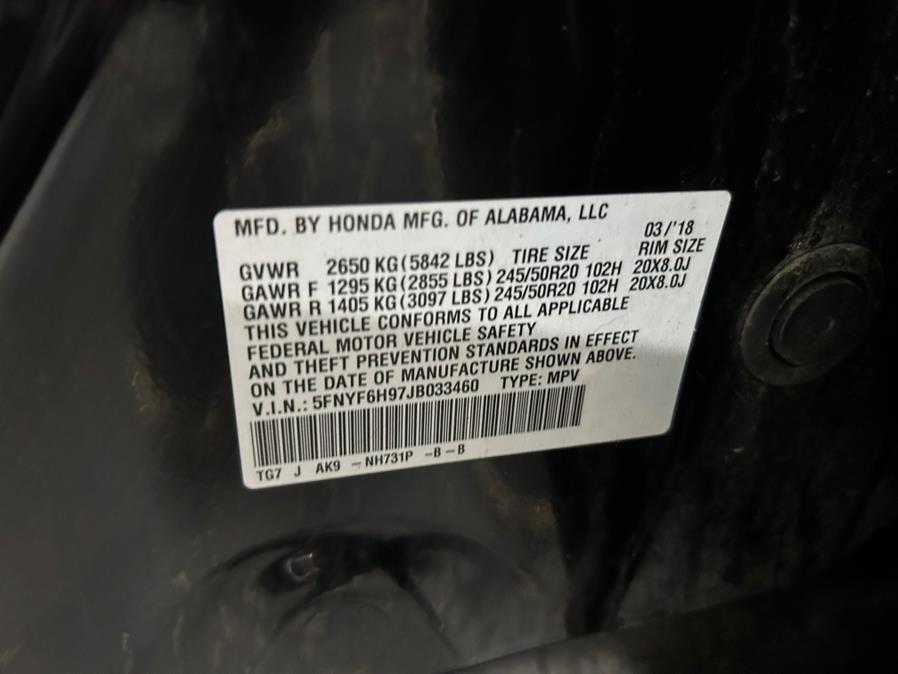 MFD. BY HONDA MFG. OF ALABAMA, LLC 03/'18
GVWR 2650 KG(5842 LBS) TIRE SIZE RIM SIZE
GAWR F 1295 KG(2855 LBS) 245/50R20 102H 20X8.0J
GAWR R 1405 KG(3097 LBS) 245/50R20 102H 20X8.0J
THIS VEHICLE CONFORMS TO ALL APPLICABLE
FEDERAL MOTOR VEHICLE SAFETY
AND THEFT PREVENTION STANDARDS IN EFFECT
ON THE DATE OF MANUFACTURE SHOWN ABOVE.
V.I.N.: 5FNYF6H97JB033460 TYPE: MPV
TG7 J AK9 -NH731P -B-B